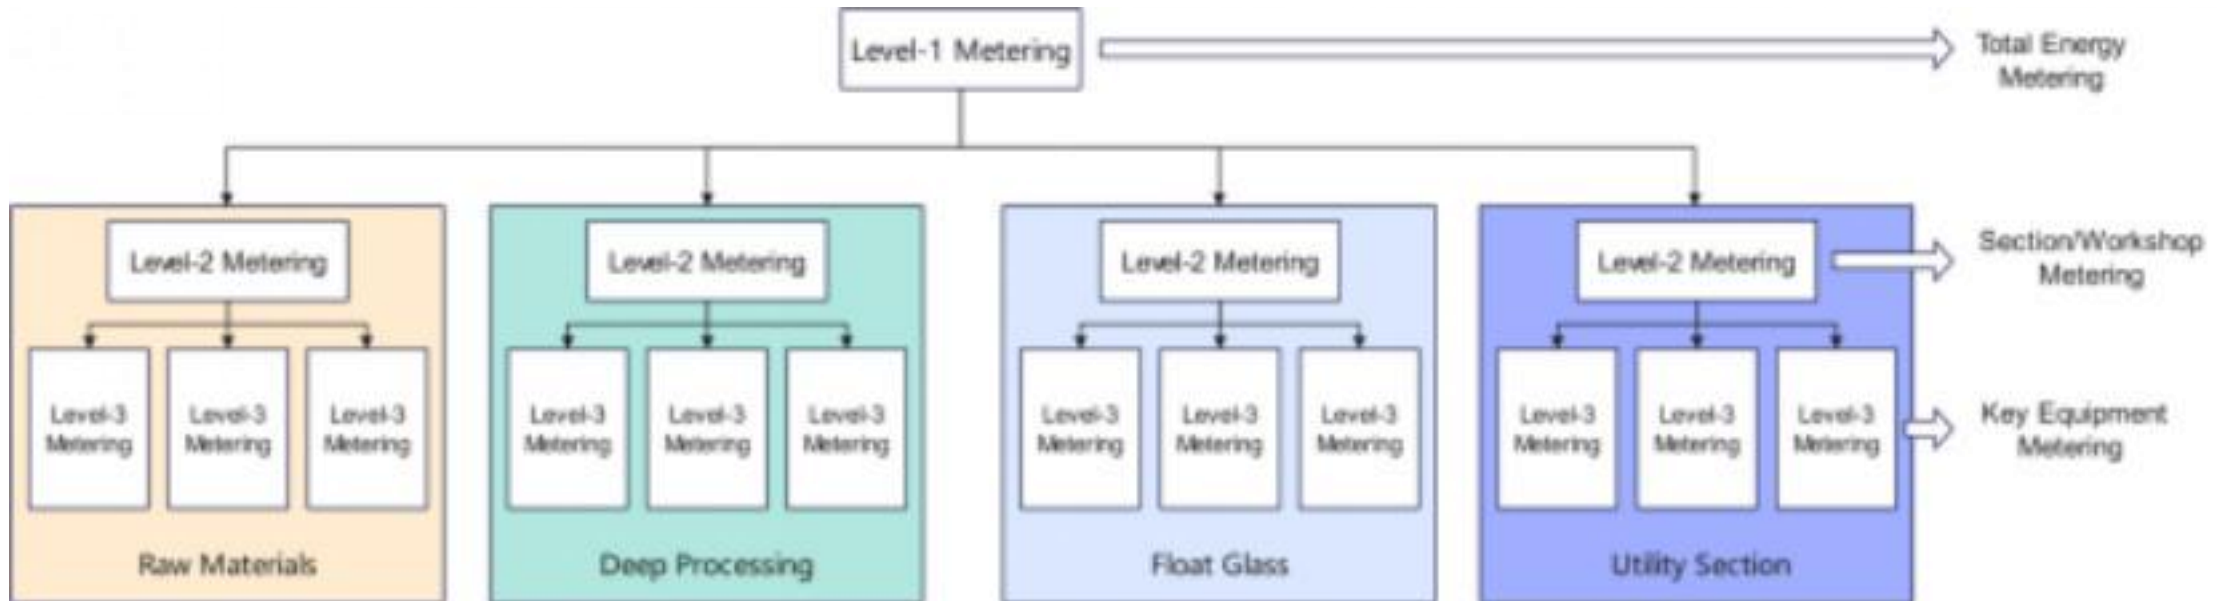 Level-1 Metering
Total Energy
Metering
Level-2 Metering
Level-2 Metering
Level-2 Metering
Level-2 Metering
Section/Workshop
Metering
Level-3
Metering
Level-3
Metering
Level-3
Metering
Level-3
Metering
Level-3
Metering
Level-3
Metering
Level-3
Metering
Level-3
Metering
Level-3
Metering
Level-3
Metering
Level-3
Metering
Level-3
Metering
Key Equipment
Metering
Raw Materials
Deep Processing
Float Glass
Utility Section